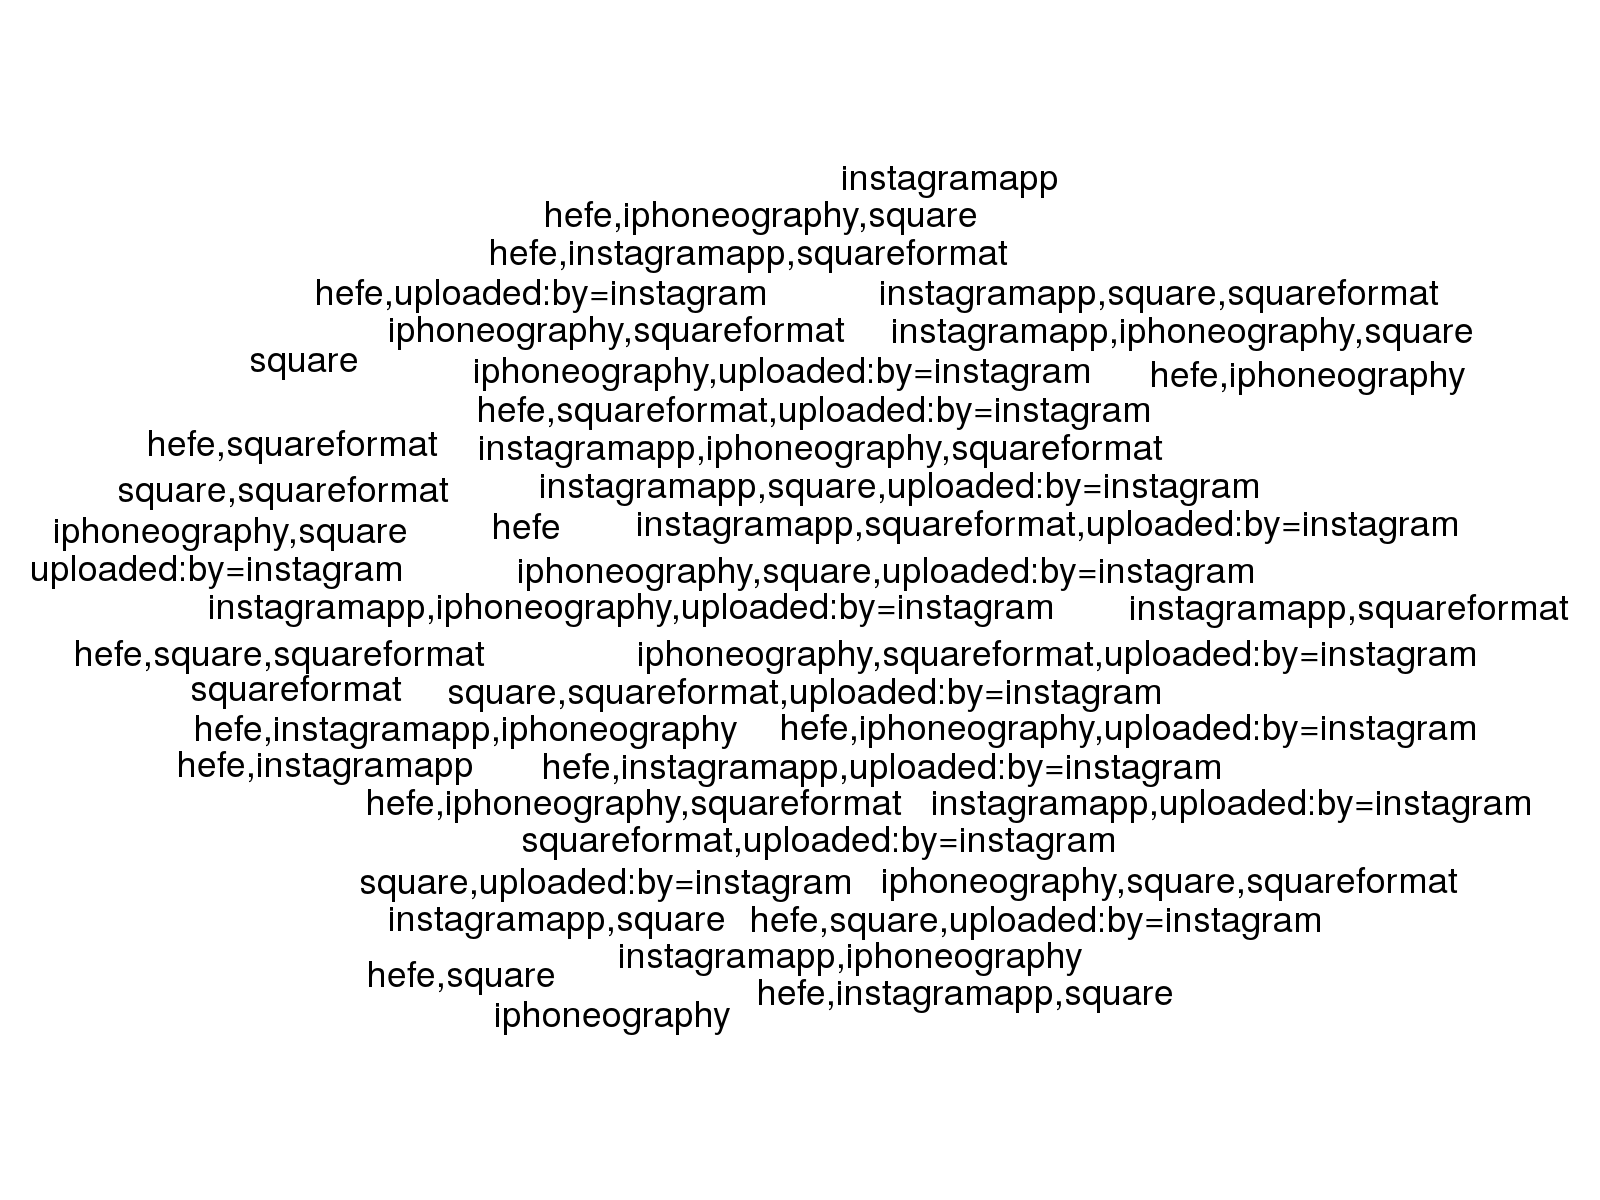 instagramapp
hefe,iphoneography,square
hefe,instagramapp,squareformat
hefe,uploaded:by=instagram instagramapp,square,squareformat
iphoneography,squareformat instagramapp,iphoneography,square
square
iphoneography,uploaded:by=instagram hefe,iphoneography
hefe,squareformat,uploaded:by=instagram
hefe,squareformat instagramapp,iphoneography,squareformat
square,squareformat instagramapp,square,uploaded:by=instagram
iphoneography,square hefe instagramapp,squareformat,uploaded:by=instagram
uploaded:by=instagram iphoneography,square,uploaded:by=instagram
instagramapp,iphoneography,uploaded:by=instagram instagramapp,squareformat
hefe,square,squareformat iphoneography,squareformat,uploaded:by=instagram
squareformat square,squareformat,uploaded:by=instagram
hefe,instagramapp,iphoneography hefe,iphoneography,uploaded:by=instagram
hefe,instagramapp hefe,instagramapp,uploaded:by=instagram
hefe,iphoneography,squareformat instagramapp,uploaded:by=instagram
squareformat,uploaded:by=instagram
square,uploaded:by=instagram iphoneography,square,squareformat
instagramapp,square hefe,square,uploaded:by=instagram
instagramapp,iphoneography
hefe,square
hefe,instagramapp,square
iphoneography